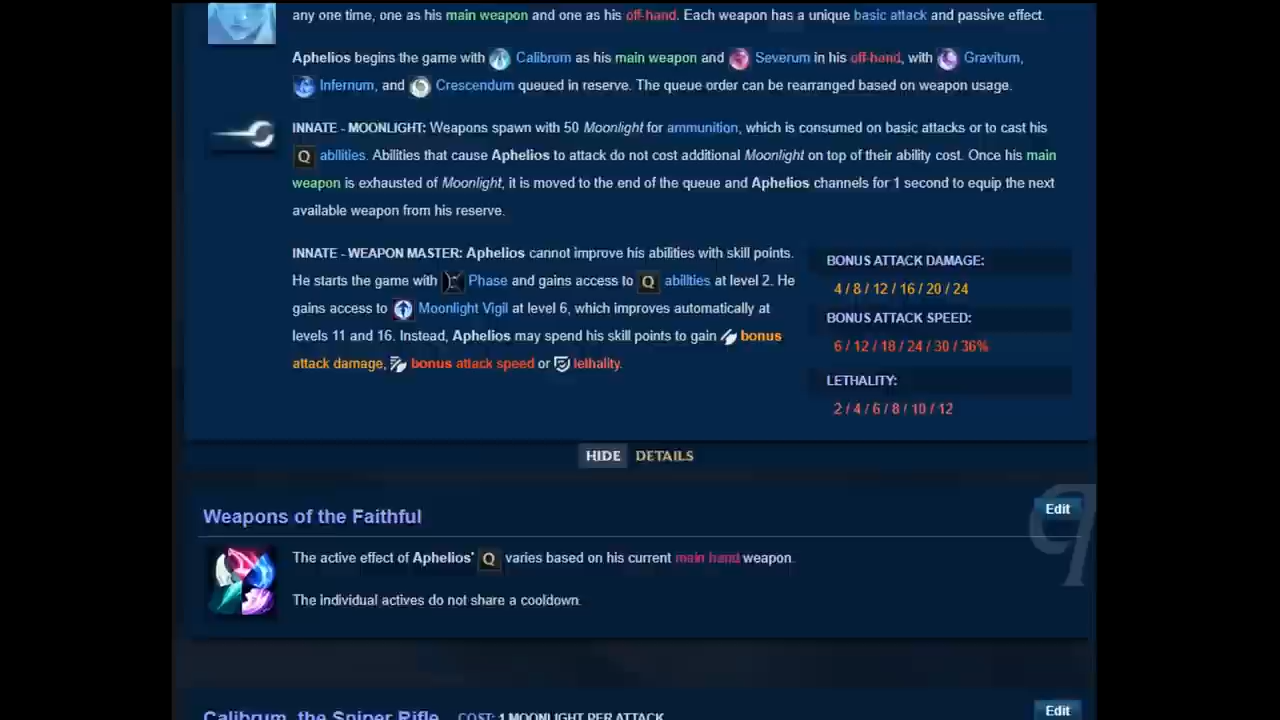 any one time, one as his main weapon and one as his off-hand. Each weapon has a unique basic attack and passive effect.
Aphelios begins the game with Calibrum as his main weapon and Severum in his off-hand, with Gravitum,
Infernum, and Crescendum queued in reserve. The queue order can be rearranged based on weapon usage.
INNATE - MOONLIGHT: Weapons spawn with 50 Moonlight for ammunition, which is consumed on basic attacks or to cast his
Q abilities. Abilities that cause Aphelios to attack do not cost additional Moonlight on top of their ability cost. Once his main
weapon is exhausted of Moonlight, it is moved to the end of the queue and Aphelios channels for 1 second to equip the next
available weapon from his reserve.
INNATE - WEAPON MASTER: Aphelios cannot improve his abilities with skill points.
He starts the game with Phase and gains access to Q abilities at level 2. He
gains access to Moonlight Vigil at level 6, which improves automatically at
levels 11 and 16. Instead, Aphelios may spend his skill points to gain bonus
attack damage, bonus attack speed or lethality.
BONUS ATTACK DAMAGE:
4 / 8 / 12 / 16 / 20 / 24
BONUS ATTACK SPEED:
6 / 12 / 18 / 24 / 30 / 36%
LETHALITY:
2 / 4 / 6 / 8 / 10 / 12
HIDE DETAILS
q
Weapons of the Faithful
Edit
The active effect of Aphelios' Q varies based on his current main hand weapon.
The individual actives do not share a cooldown.
Calibrum, the Sniper Rifle COST: 1 MOONLIGHT PER ATTACK
Edit